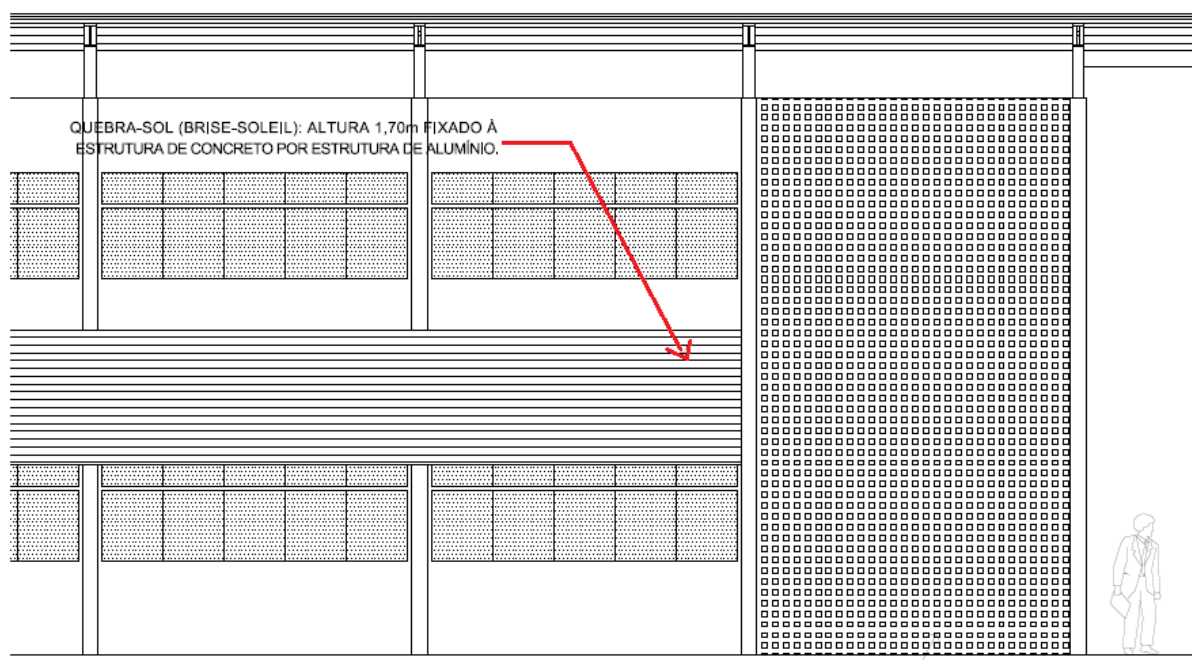 QUEBRA-SOL (BRISE-SOLEIL): ALTURA 1,70m FIXADO À
ESTRUTURA DE CONCRETO POR ESTRUTURA DE ALUMÍNIO.